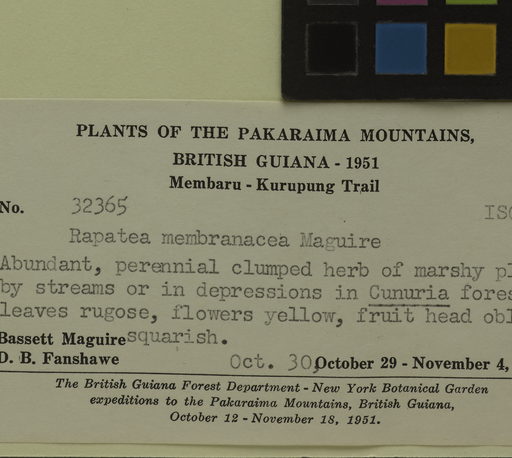 PLANTS OF THE PAKARAIMA MOUNTAINS,
BRITISH GUIANA - 1951
Membaru - Kurupung Trail
No. 32365
Rapatea membranacea Maguire
Abundant, perennial clumped herb of marshy
by streams or in depressions in Cunuria
leaves rugose, flowers yellow, fruit head
squarish.
Bassett Maguire
D. B. Fanshawe Oct. 30, October 29 - November 4,
The British Guiana Forest Department - New York Botanical Garden
expeditions to the Pakaraima Mountains, British Guiana,
October 12 - November 18, 1951.